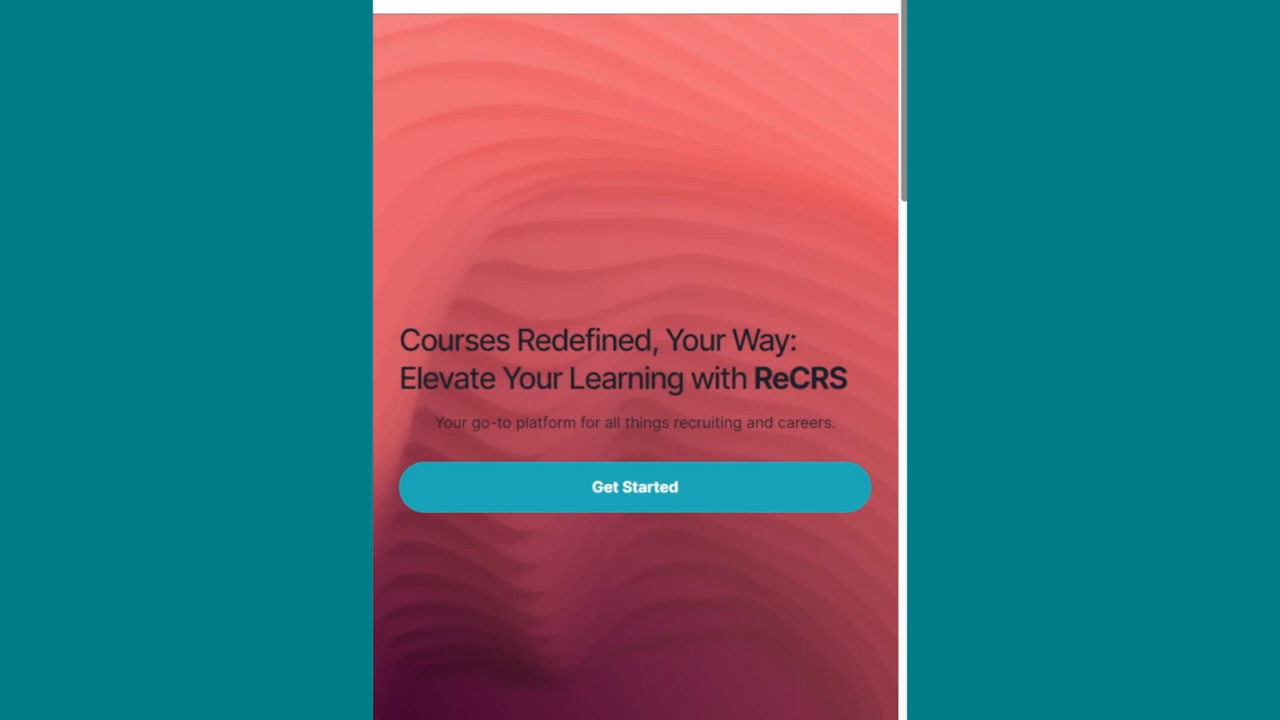 Courses Redefined, Your Way:
Elevate Your Learning with ReCRS
Your go-to platform for all things recruiting and careers.
Get Started